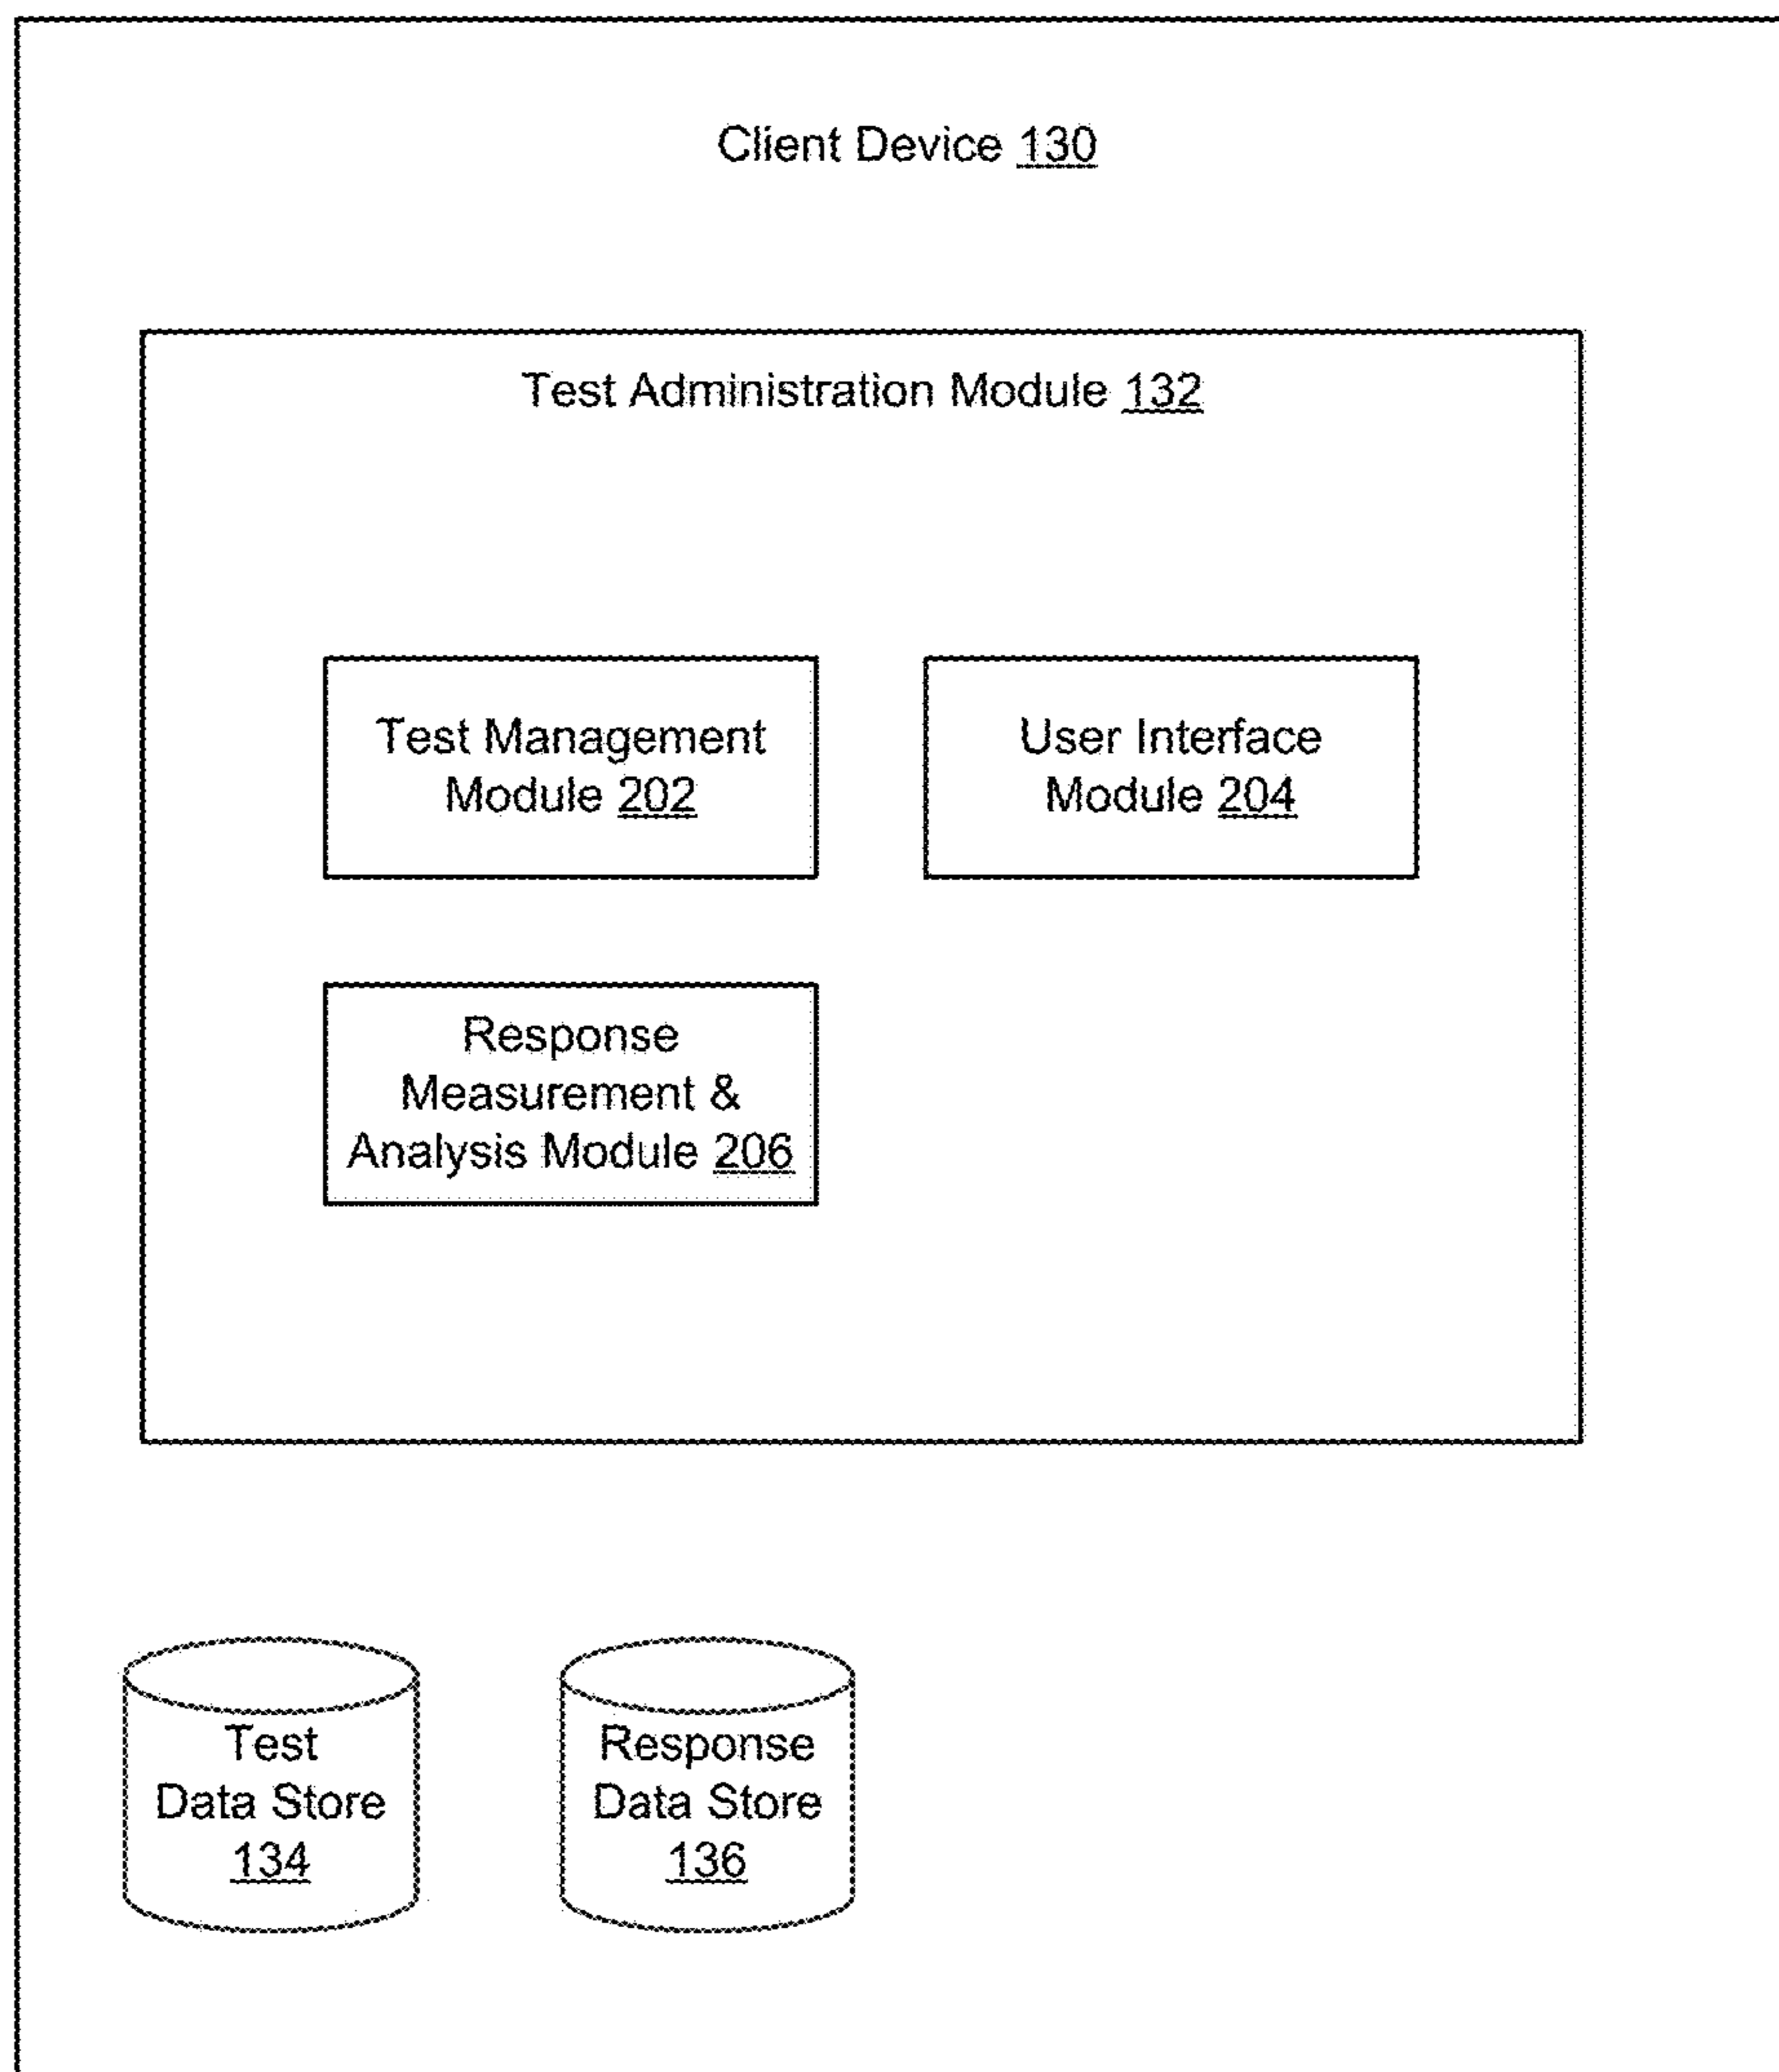 Client Device 130
Test Administration Module 132
Test Management
Module 202
User Interface
Module 204
Response
Measurement &
Analysis Module 206
Test
Data Store
134
Response
Data Store
136